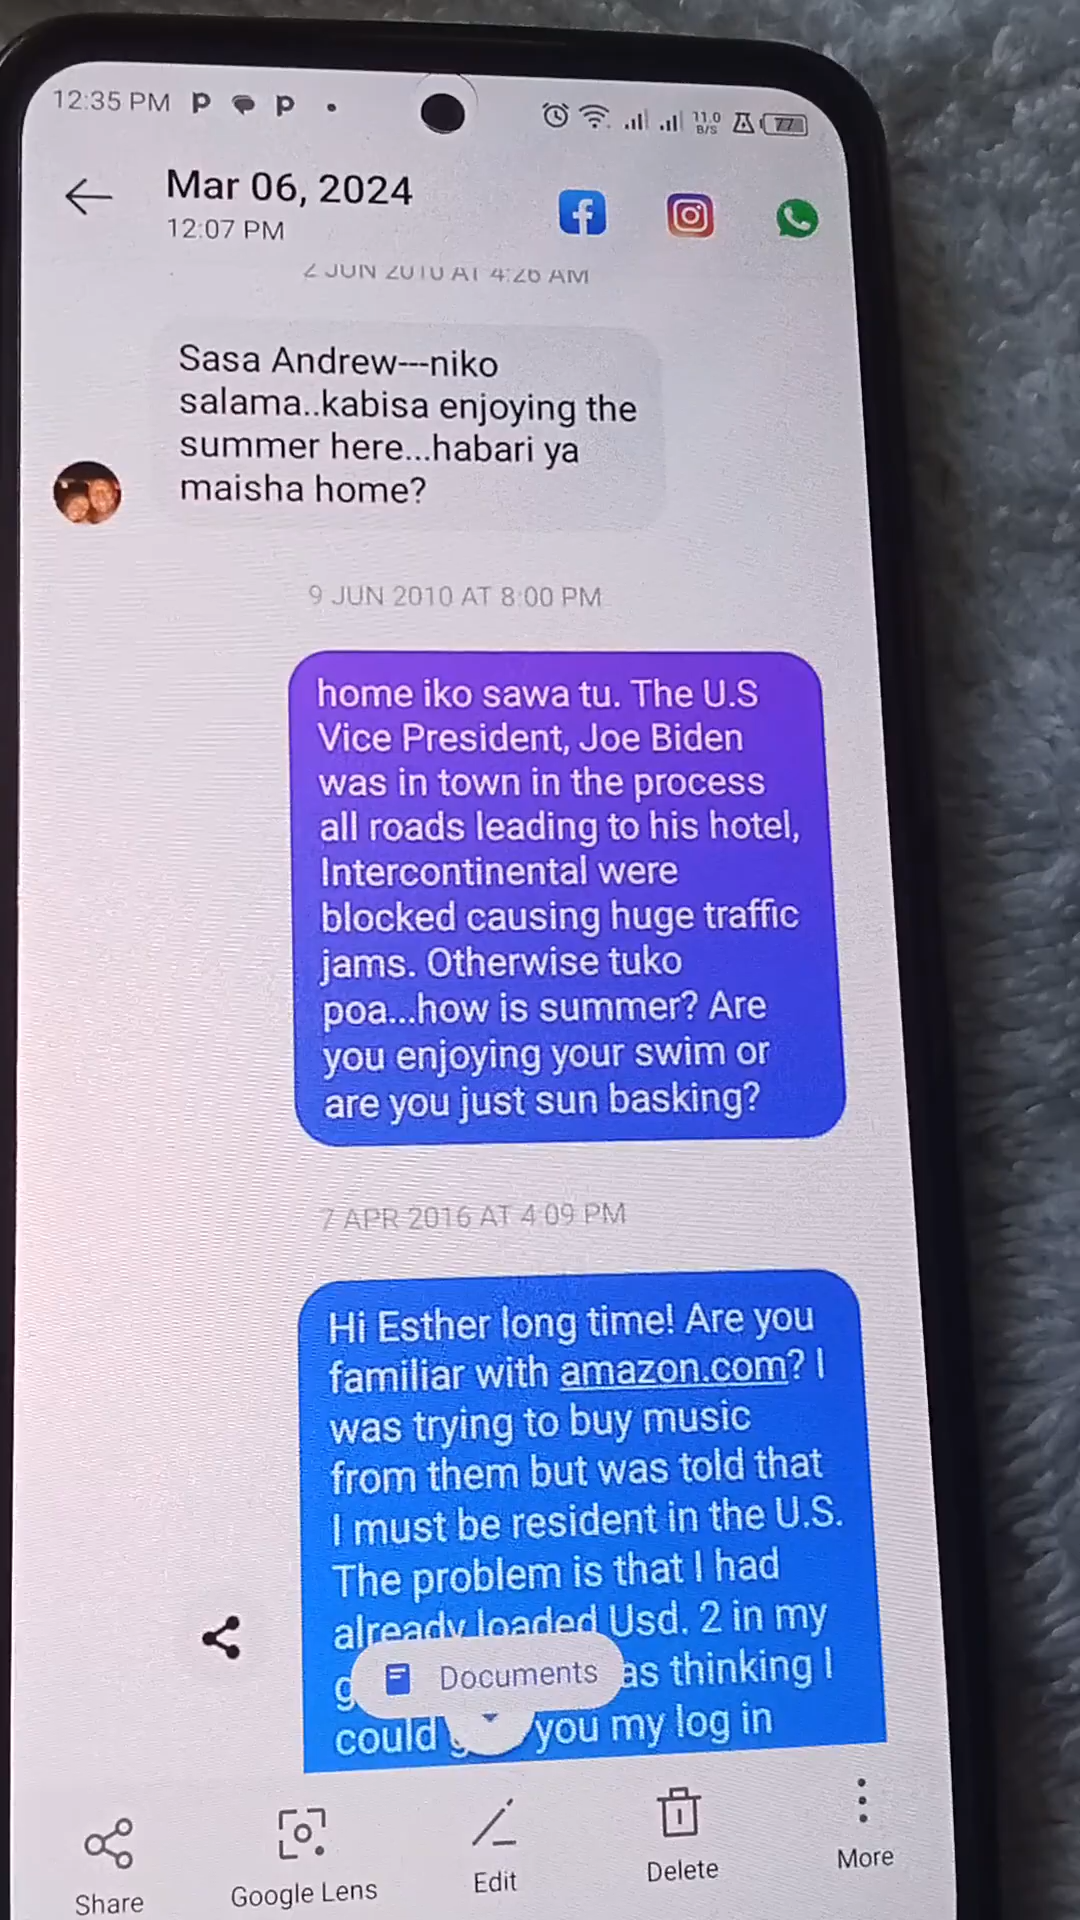 12:35 PM
11.0
B/S
77
Mar 06, 2024
12:07 PM
2 JUN 2010 AT 4:26 AM
Sasa Andrew---niko
salama..kabisa enjoying the
summer here...habari ya
maisha home?
9 JUN 2010 AT 8:00 PM
home iko sawa tu. The U.S
Vice President, Joe Biden
was in town in the process
all roads leading to his hotel,
Intercontinental were
blocked causing huge traffic
jams. Otherwise tuko
poa...how is summer? Are
you enjoying your swim or
are you just sun basking?
7 APR 2016 AT 4:09 PM
Hi Esther long time! Are you
familiar with amazon.com? I
was trying to buy music
from them but was told that
I must be resident in the U.S.
The problem is that I had
already loaded Usd. 2 in my
thinking I
could you my log in
Documents
Share
Google Lens
Edit
Delete
More